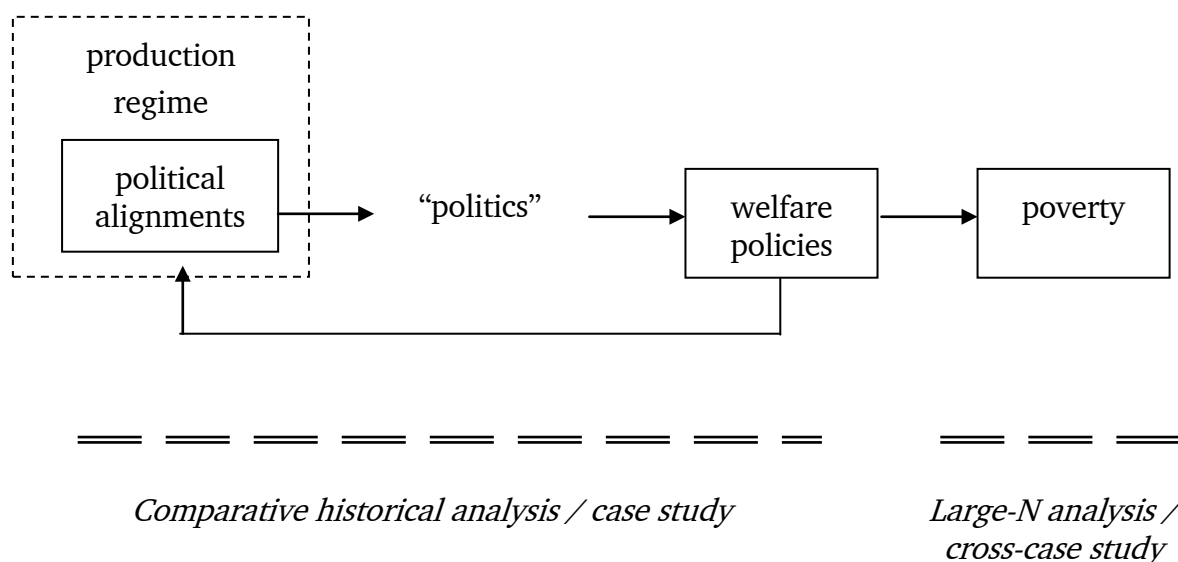 production
regime
political
alignments
“politics”
welfare
policies
poverty
Comparative historical analysis / case study
Large-N analysis /
cross-case study